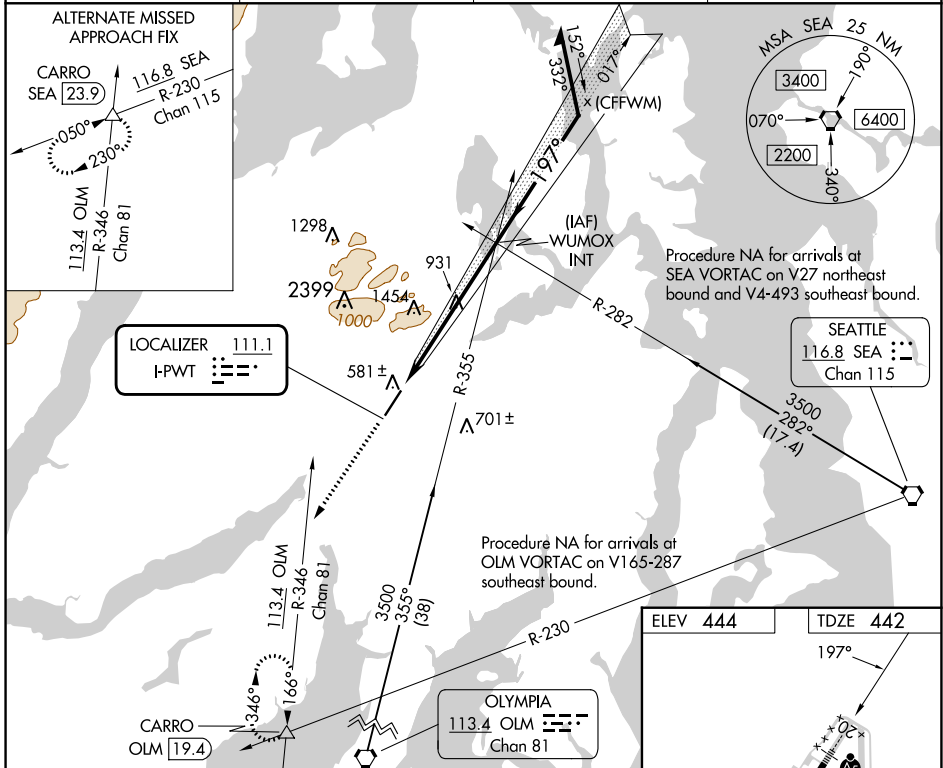 ALTERNATE MISSED
APPROACH FIX
CARRO
SEA 23.9
116.8 SEA
R-230
Chan 115
050°
230°
113.4 OLM
R-346
Chan 81
152°
332°
017°
(CFFWM)
197°
MSA SEA 25 NM
190°
3400
070°
6400
2200
340°
(IAF)
WUMOX
INT
1298
931
2399
1454
1000
Procedure NA for arrivals at
SEA VORTAC on V27 northeast
bound and V4-493 southeast bound.
R-282
LOCALIZER 111.1
I-PWT
SEATTLE
116.8 SEA
Chan 115
581±
R-355
701±
3500
282°
(17.4)
Procedure NA for arrivals at
OLM VORTAC on V165-287
southeast bound.
113.4 OLM
R-346
Chan 81
3500
355°
(38)
R-230
ELEV 444
TDZE 442
197°
346°
166°
CARRO
OLM 19.4
OLYMPIA
113.4 OLM
Chan 81
20